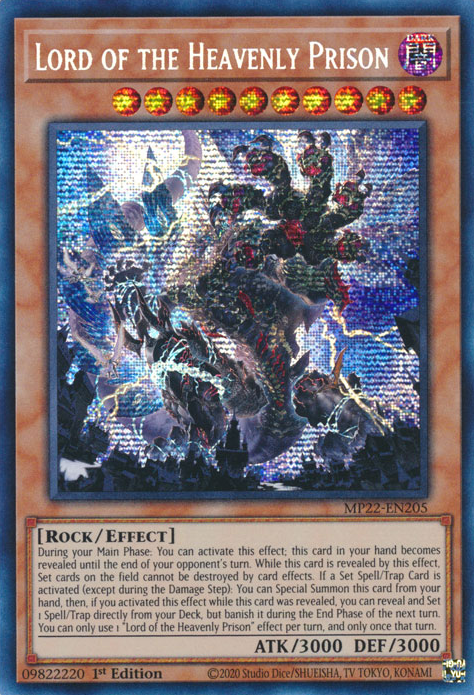 LORD OF THE HEAVENLY PRISON
DARK
MP22-EN205
[ROCK/EFFECT]
During your Main Phase: You can activate this effect; this card in your hand becomes
revealed until the end of your opponent's turn. While this card is revealed by this effect,
Set cards on the field cannot be destroyed by card effects. If a Set Spell/Trap Card is
activated (except during the Damage Step): You can Special Summon this card from your
hand, then, if you activated this effect while this card was revealed, you can reveal and Set
1 Spell/Trap directly from your Deck, but banish it during the End Phase of the next turn.
You can only use 1 "Lord of the Heavenly Prison" effect per turn, and only once that turn.
ATK/3000 DEF/3000
09822220 1st Edition ©2020 Studio Dice/SHUEISHA, TV TOKYO, KONAMI